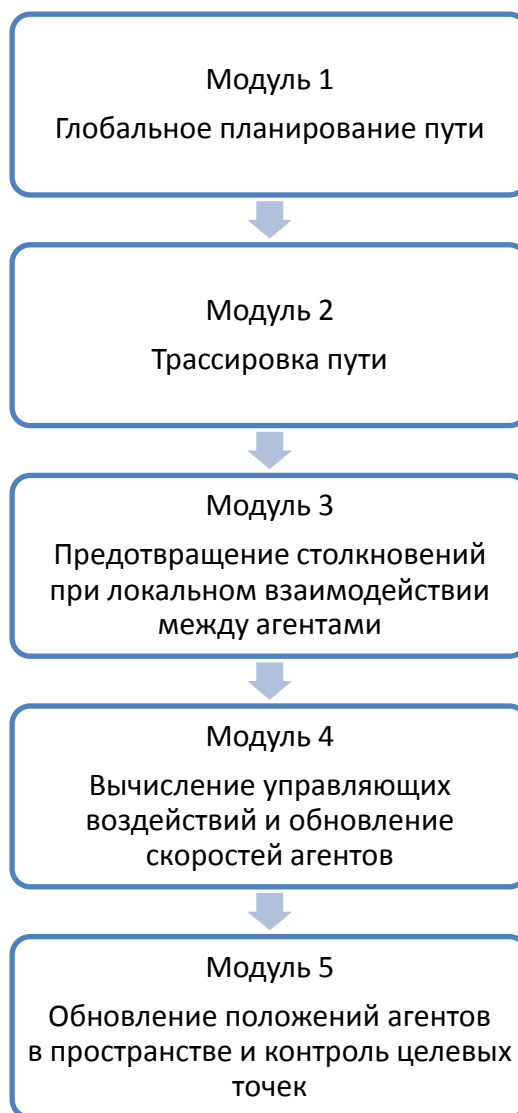 Модуль 1
Глобальное планирование пути
Модуль 2
Трассировка пути
Модуль 3
Предотвращение столкновений
при локальном взаимодействии
между агентами
Модуль 4
Вычисление управляющих
воздействий и обновление
скоростей агентов
Модуль 5
Обновление положений агентов
в пространстве и контроль целевых
точек